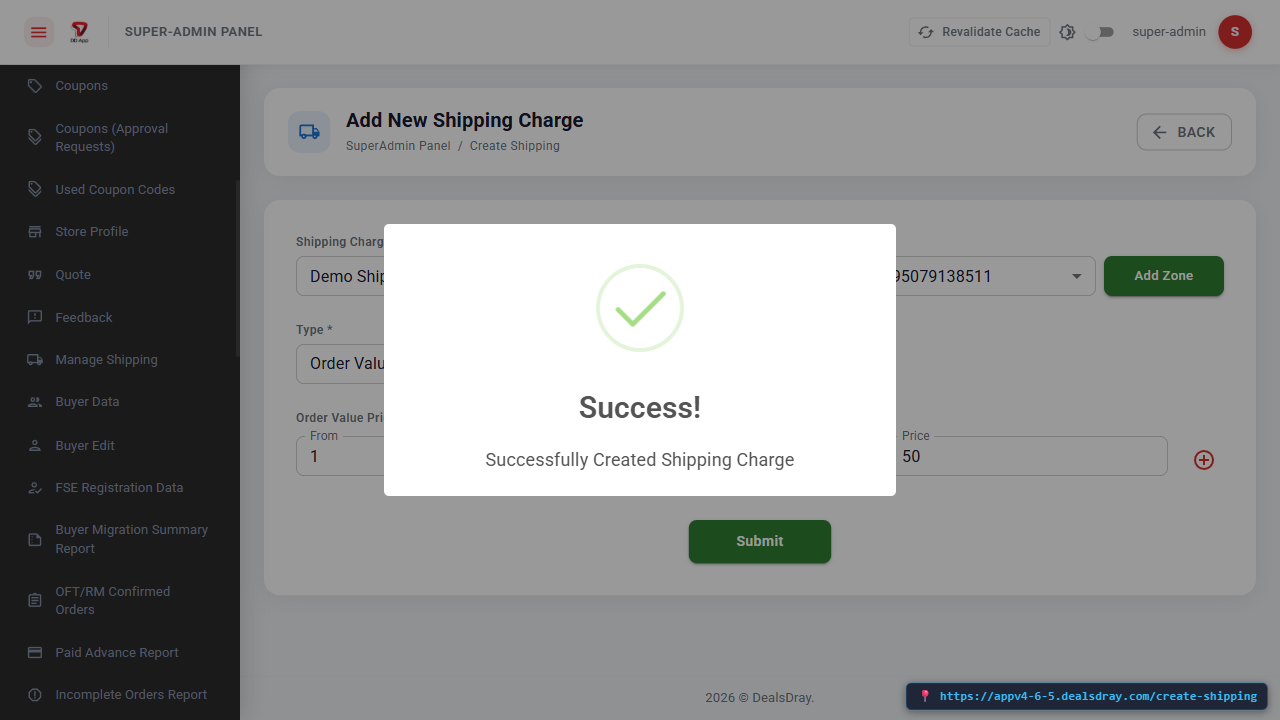 DD App
SUPER-ADMIN PANEL
Revalidate Cache
super-admin
S
Coupons
Coupons (Approval
Requests)
Used Coupon Codes
Store Profile
Quote
Feedback
Manage Shipping
Buyer Data
Buyer Edit
FSE Registration Data
Buyer Migration Summary
Report
OFT/RM Confirmed
Orders
Paid Advance Report
Incomplete Orders Report
Add New Shipping Charge
SuperAdmin Panel / Create Shipping
BACK
Shipping Charg
Demo Ship
95079138511
Add Zone
Type *
Order Valu
Order Value Pri
From
1
Price
50
Success!
Successfully Created Shipping Charge
Submit
2026 © DealsDray.
https://appv4-6-5.dealsdray.com/create-shipping